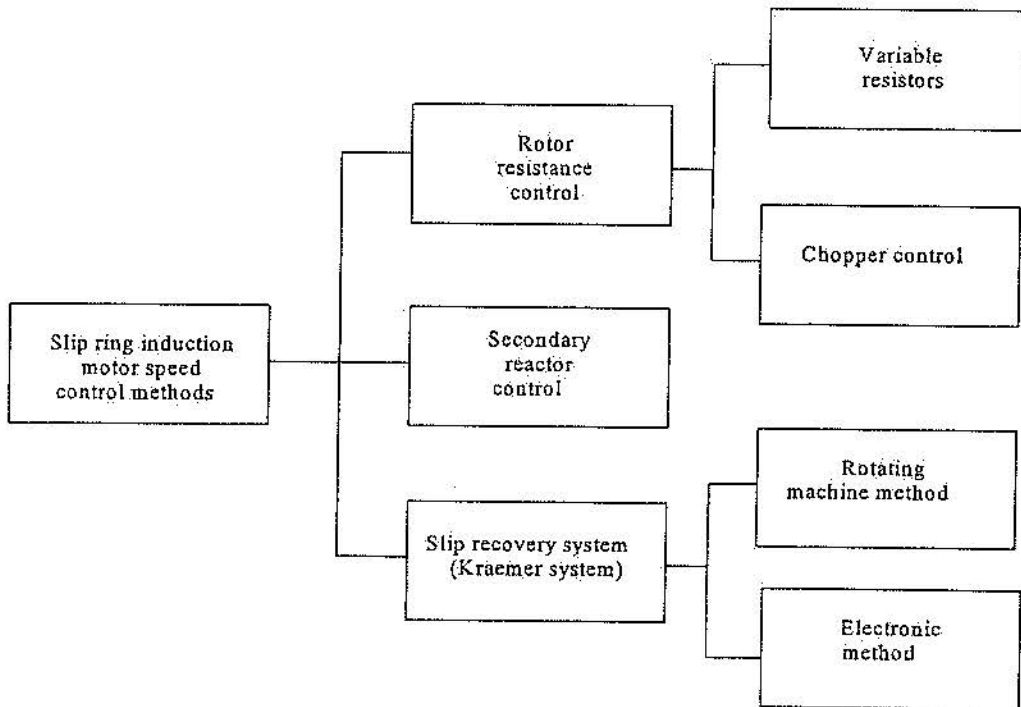 Variable
resistors
Rotor
resistance
control
Chopper control
Slip ring induction
motor speed
control methods
Secondary
reactor
control
Rotating
machine method
Slip recovery system
(Kraemer system)
Electronic
method